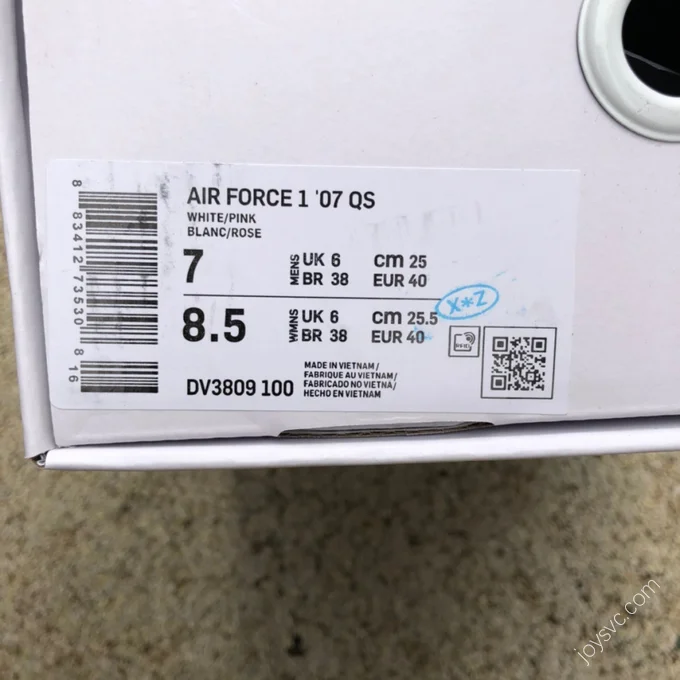 AIR FORCE 1 '07 QS
WHITE/PINK
BLANC/ROSE
7 MENS UK 6 cm 25
BR 38 EUR 40
8.5 WMNS UK 6 cm 25.5
BR 38 EUR 40
X*Z
DV3809 100
MADE IN VIETNAM/
FABRIQUE AU VIETNAM/
FABRICADO NO VIETNA/
HECHO EN VIETNAM
8 83412 73530 8 16
joysvc.com